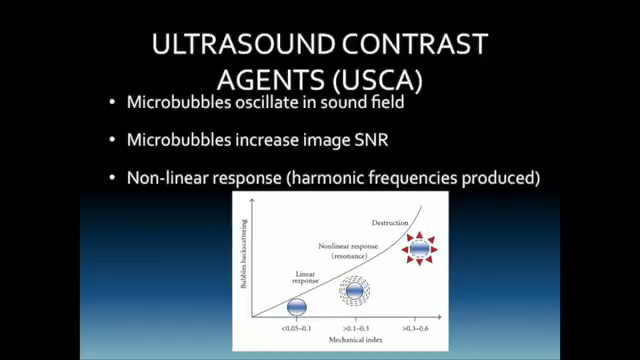 ULTRASOUND CONTRAST
AGENTS (USCA)
• Microbubbles oscillate in sound field
• Microbubbles increase image SNR
• Non-linear response (harmonic frequencies produced)
Destruction
Nonlinear response
(resonance)
Linear
response
Bubbles backscattering
<0.05–0.1 >0.1–0.3 >0.3–0.6
Mechanical index